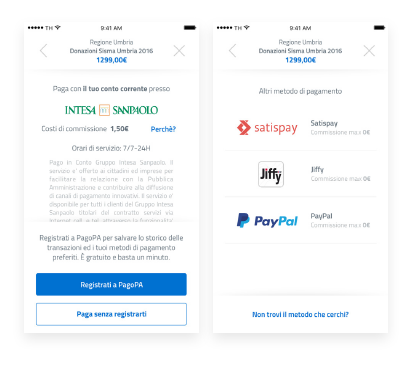 TH 9:41 AM
Regione Umbria
Donazioni Sisma Umbria 2016
1299,00€
Paga con il tuo conto corrente presso
INTESA SANPAOLO
Costi di commissione 1,50€ Perchè?
Orari di servizio: 7/7-24H
Pago In Conto Gruppo Intesa Sanpaolo. Il
servizio e' offerto ai cittadini ed imprese per
facilitare la relazione con la Pubblica
Amministrazione e contribuire alla diffusione
di canali di pagamento innovativi. Il servizio e'
disponibile per tutti i clienti del Gruppo Intesa
Sanpaolo titolari del contratto servizi via
Registrati a PagoPA per salvare lo storico delle
transazioni ed i tuoi metodi di pagamento
preferiti. È gratuito e basta un minuto.
Registrati a PagoPA
Paga senza registrarti
TH 9:41 AM
Regione Umbria
Donazioni Sisma Umbria 2016
1299,00€
Altri metodo di pagamento
satispay
Satispay
Commissione max 0€
Jiffy
Jiffy
Commissione max 0€
PayPal
PayPal
Commissione max 0€
Non trovi il metodo che cerchi?